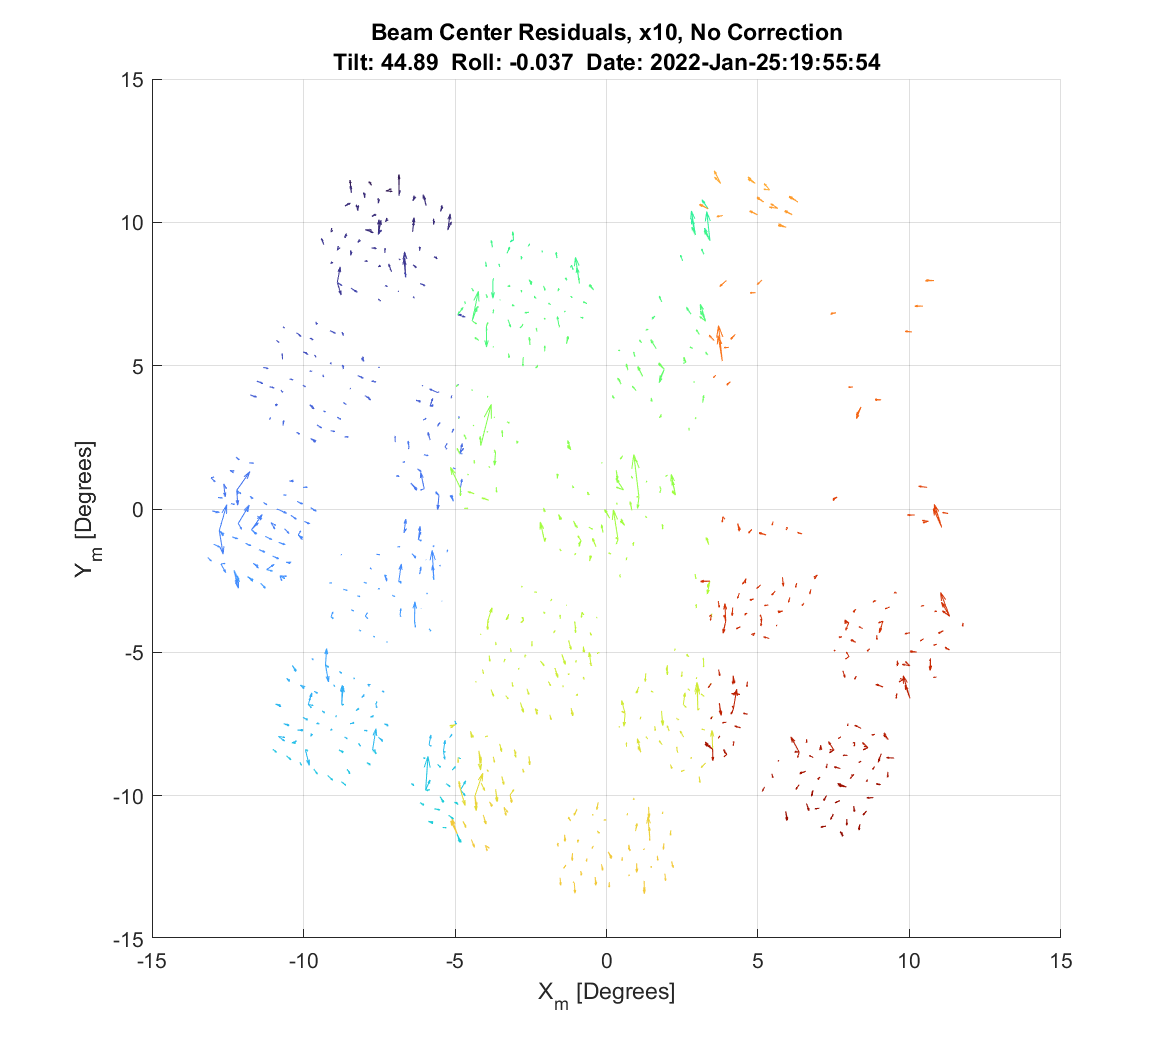 Beam Center Residuals, x10, No Correction
Tilt: 44.89 Roll: -0.037 Date: 2022-Jan-25:19:55:54
15
10
5
0
-5
-10
-15
Y_m [Degrees]
-15 -10 -5 0 5 10 15
X_m [Degrees]